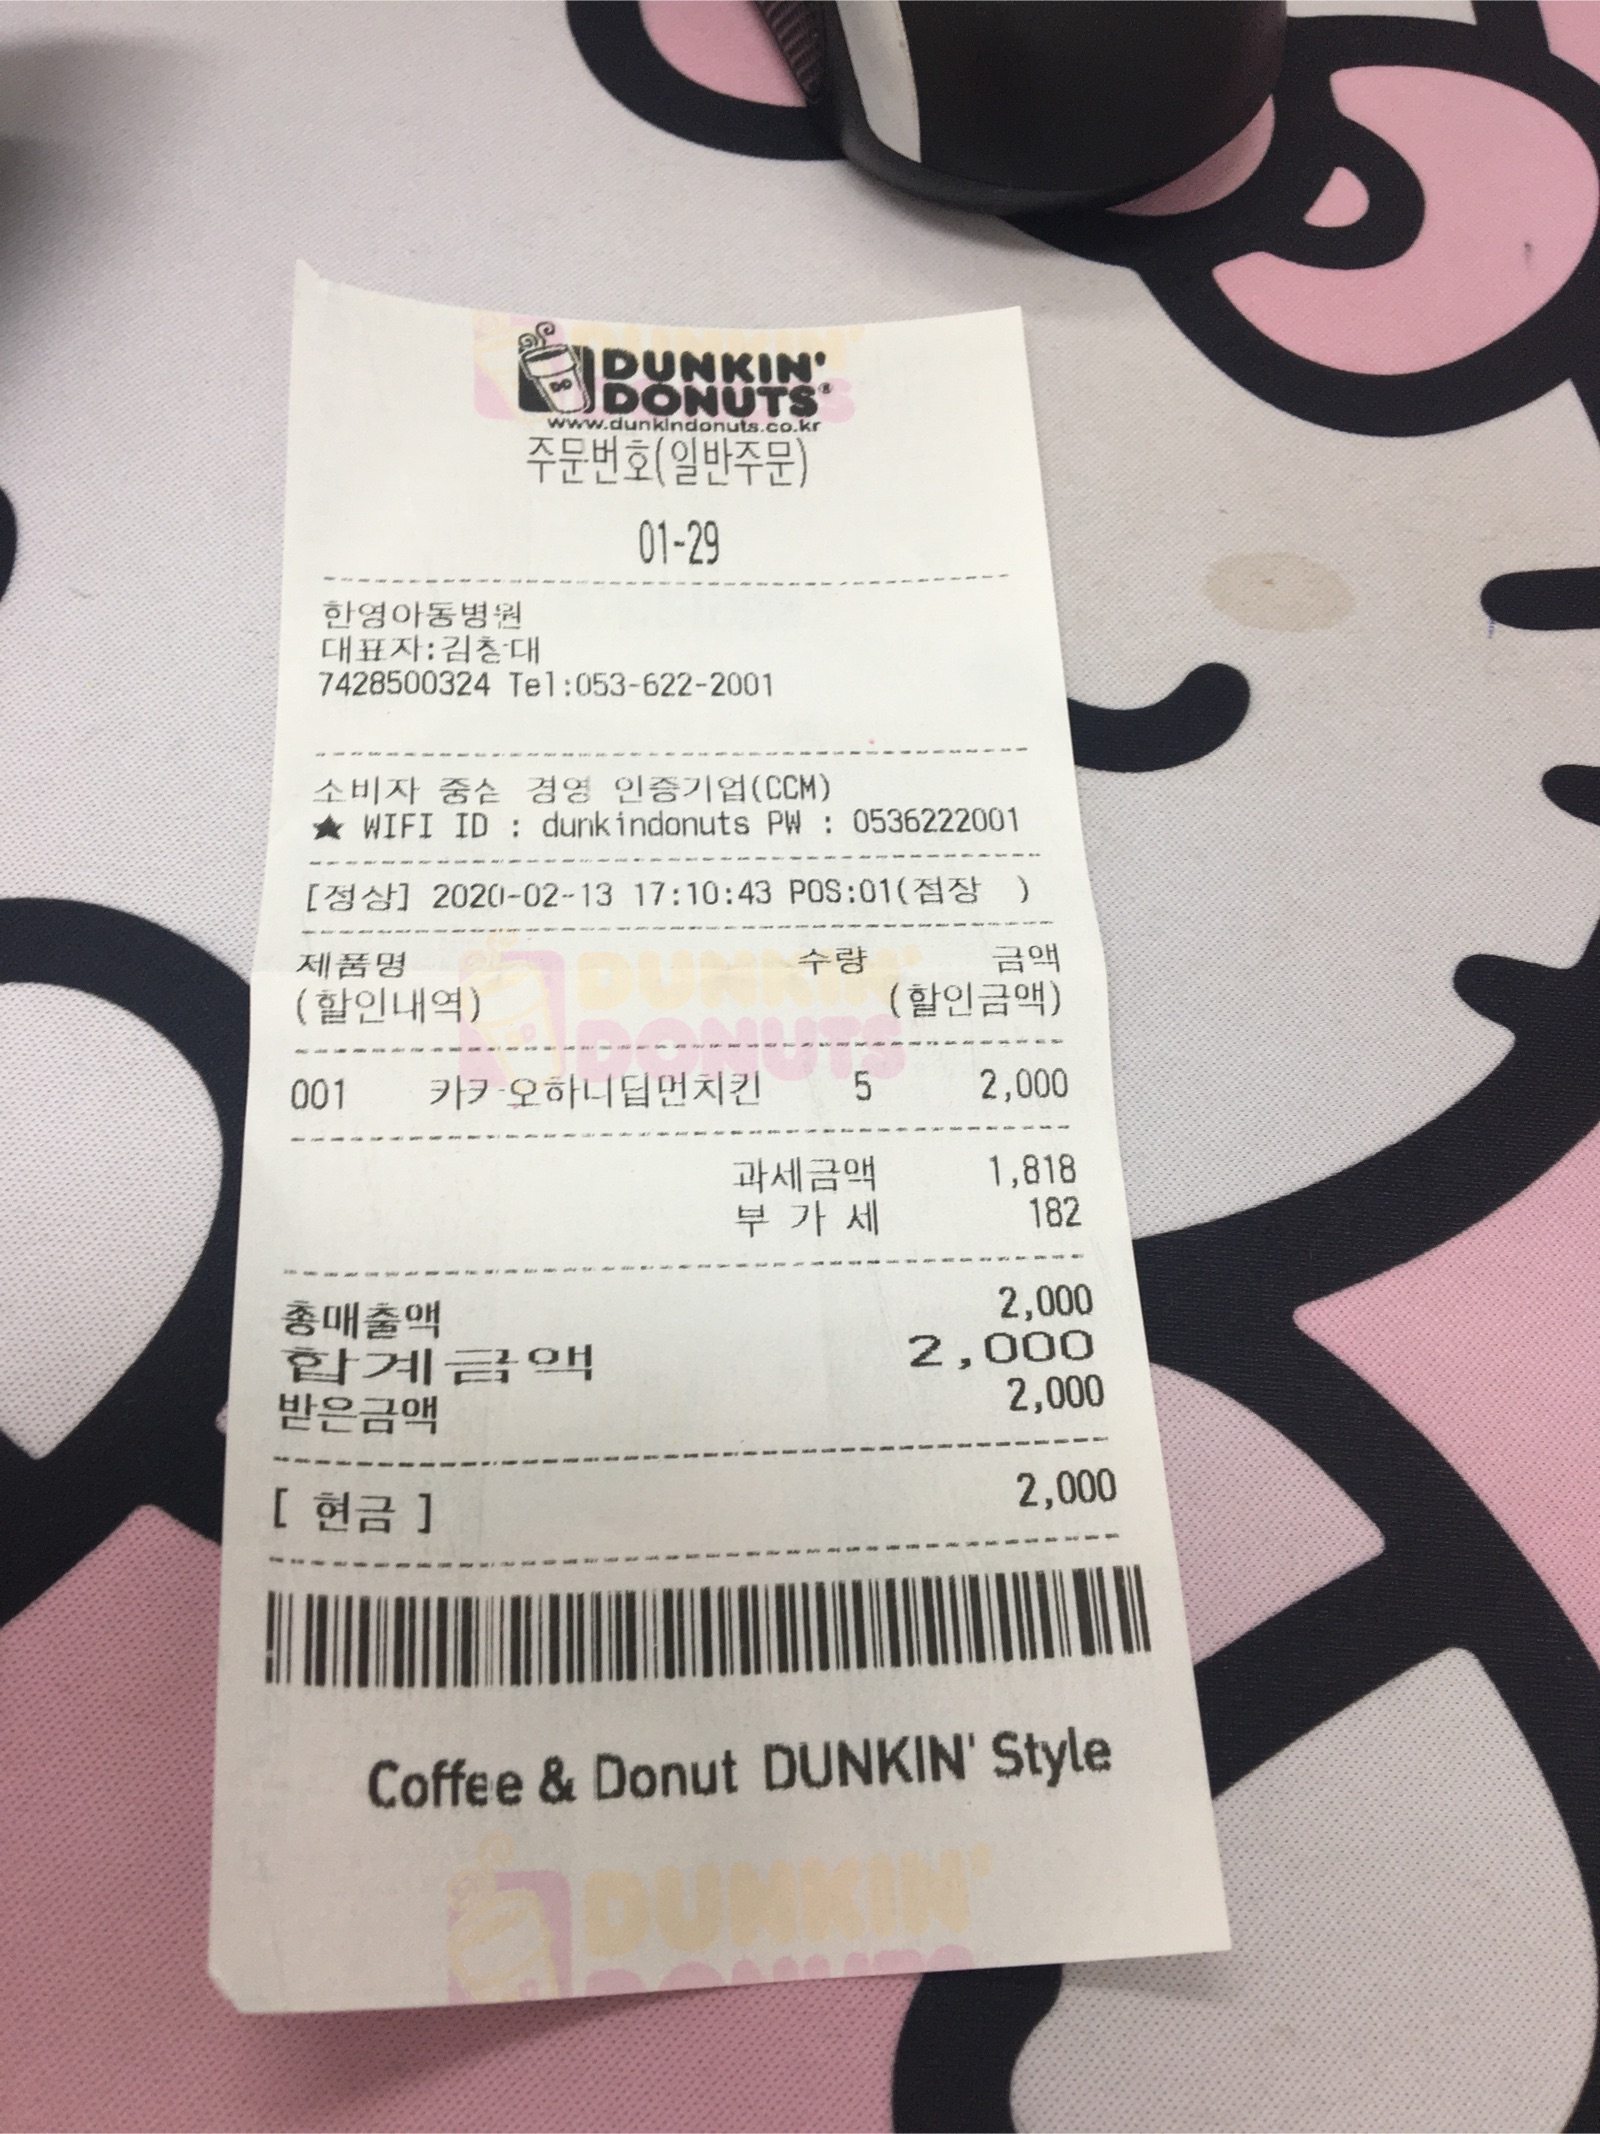 DUNKIN'
DONUTS®
www.dunkindonuts.co.kr
주문번호(일반주문)
01-29
한영아동병원
대표자:김창대
7428500324 Tel:053-622-2001
소비자 중심 경영 인증기업(CCM)
★ WIFI ID : dunkindonuts PW : 0536222001
[정상] 2020-02-13 17:10:43 POS:01(점장 )
제품명 수량 금액
(할인내역) (할인금액)
001 카카오하니딥먼치킨 5 2,000
과세금액 1,818
부 가 세 182
총매출액 2,000
합계금액 2,000
받은금액 2,000
[ 현금 ] 2,000
Coffee & Donut DUNKIN' Style
DUNKIN'
DONUTS